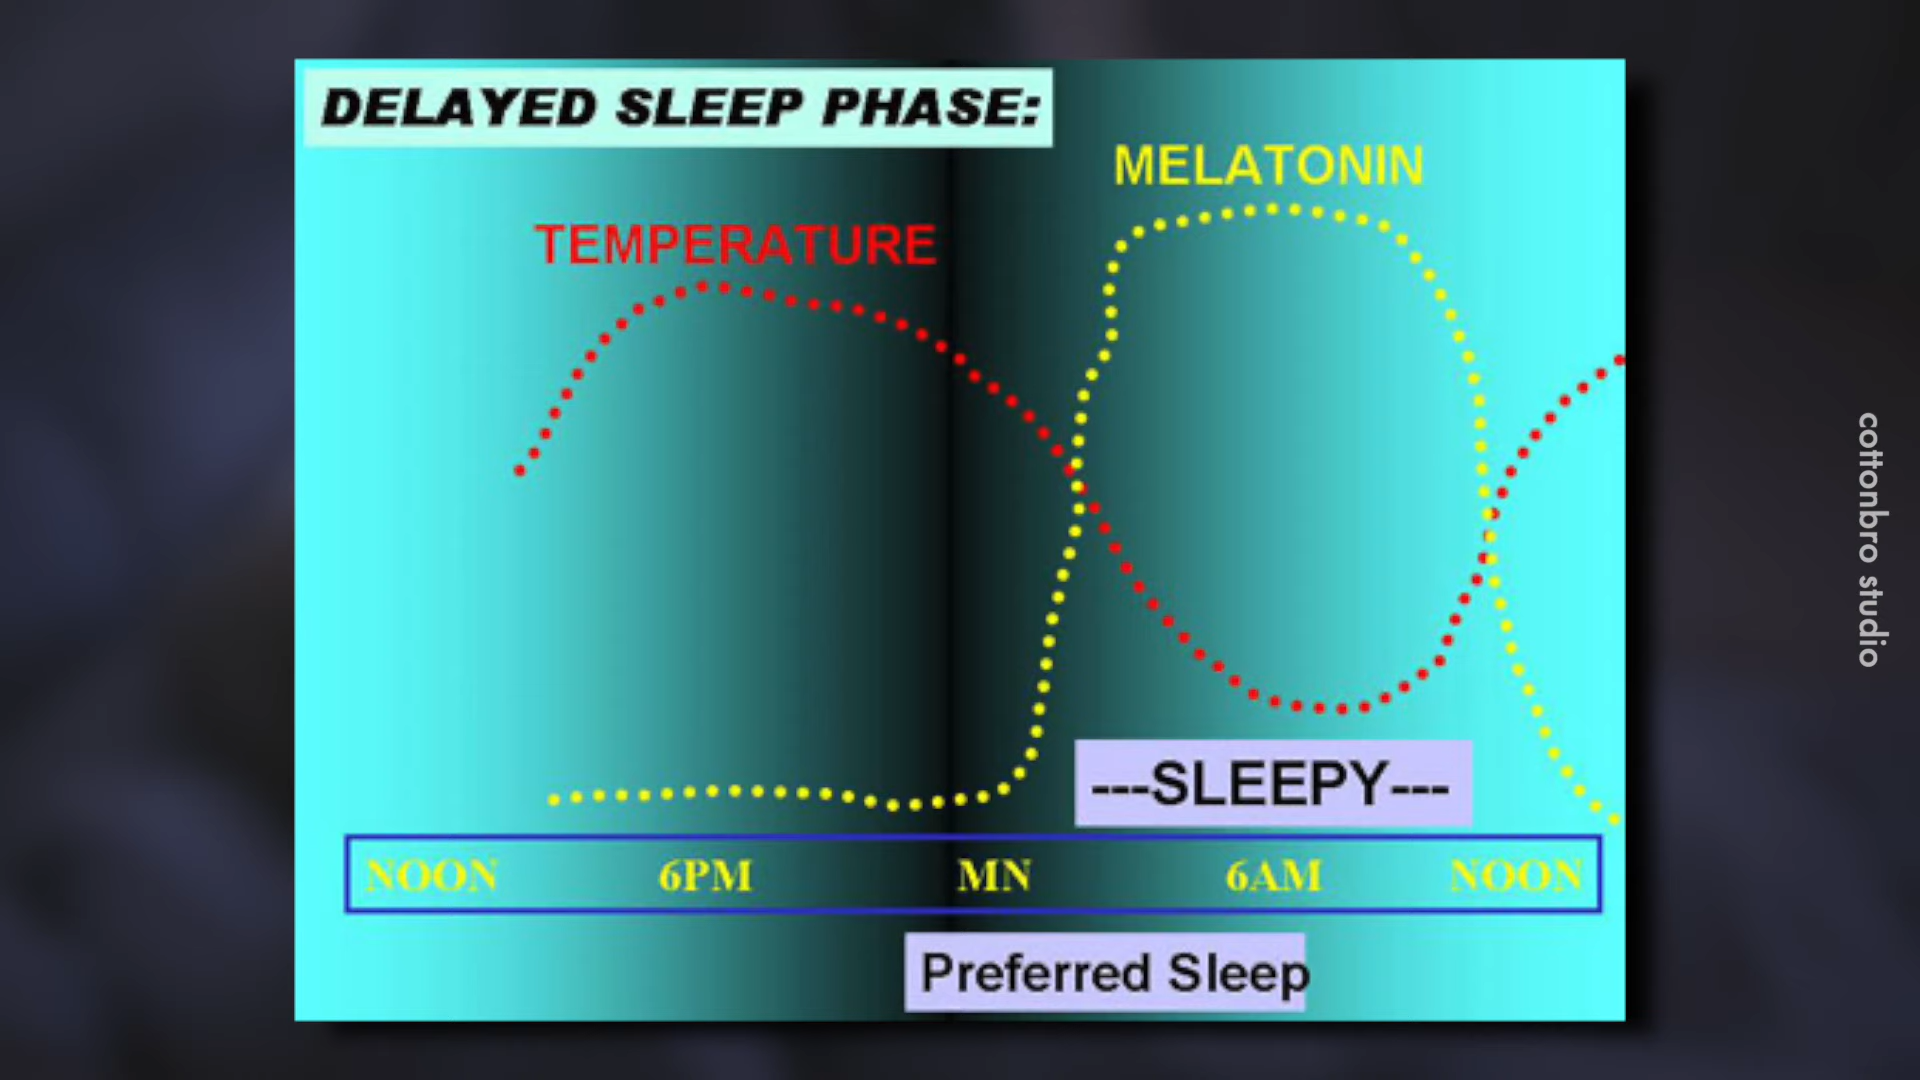 DELAYED SLEEP PHASE:
MELATONIN
TEMPERATURE
---SLEEPY---
NOON 6PM MN 6AM NOON
Preferred Sleep
cottonbro studio